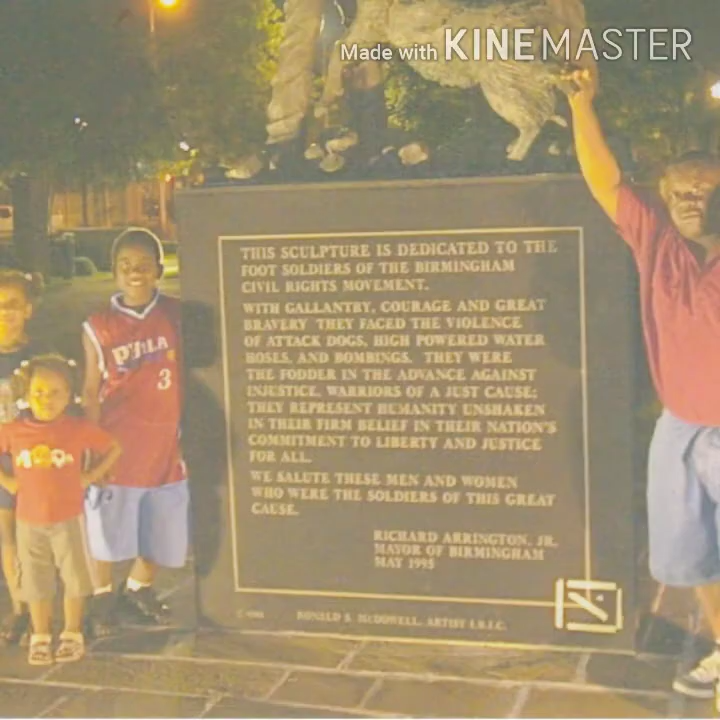 Made with KINEMASTER
THIS SCULPTURE IS DEDICATED TO THE
FOOT SOLDIERS OF THE BIRMINGHAM
CIVIL RIGHTS MOVEMENT.
WITH GALLANTRY, COURAGE AND GREAT
BRAVERY THEY FACED THE VIOLENCE
OF ATTACK DOGS, HIGH POWERED WATER
HOSES, AND BOMBINGS. THEY WERE
THE FODDER IN THE ADVANCE AGAINST
INJUSTICE, WARRIORS OF A JUST CAUSE;
THEY REPRESENT HUMANITY UNSHAKEN
IN THEIR FIRM BELIEF IN THEIR NATION'S
COMMITMENT TO LIBERTY AND JUSTICE
FOR ALL.
WE SALUTE THESE MEN AND WOMEN
WHO WERE THE SOLDIERS OF THIS GREAT
CAUSE.
RICHARD ARRINGTON, JR.
MAYOR OF BIRMINGHAM
MAY 1995
RONALD S. MCDOWELL, ARTIST
PHILA
3